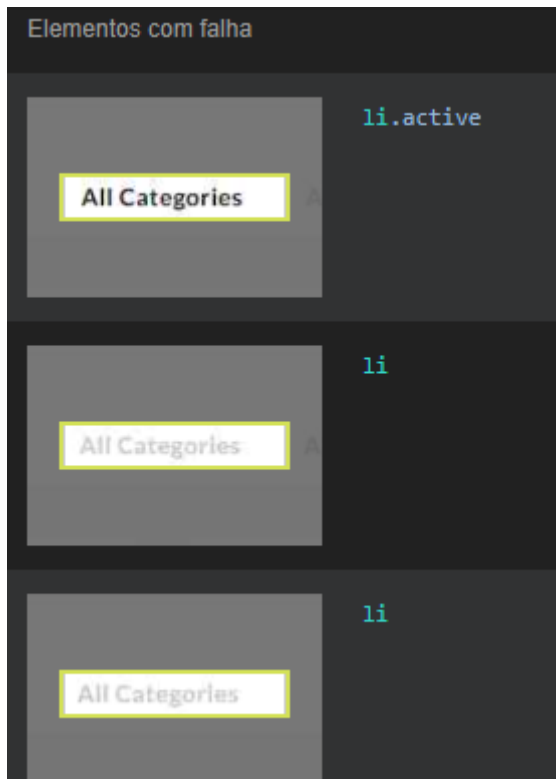 Elementos com falha
All Categories A
li.active
All Categories A
li
All Categories
li